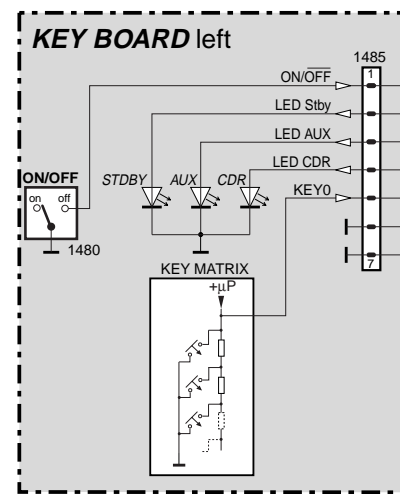 KEY BOARD left
1485
ON/OFF
1
LED Stby
LED AUX
LED CDR
KEY0
7
ON/OFF
on off
1480
STDBY AUX CDR
KEY MATRIX
+µP